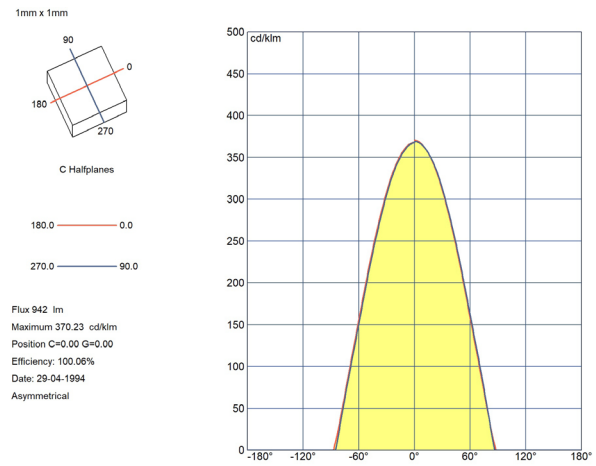 1mm x 1mm
90
0
180
270
C Halfplanes
180.0 0.0
270.0 90.0
Flux 942 lm
Maximum 370.23 cd/klm
Position C=0.00 G=0.00
Efficiency: 100.06%
Date: 29-04-1994
Asymmetrical
500
cd/klm
450
400
350
300
250
200
150
100
50
0
-180° -120° -60° 0° 60° 120° 180°